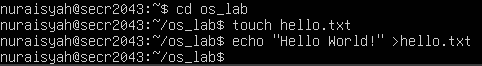 nuraisyah@secr2043:~$ cd os_lab
nuraisyah@secr2043:~/os_lab$ touch hello.txt
nuraisyah@secr2043:~/os_lab$ echo "Hello World!" >hello.txt
nuraisyah@secr2043:~/os_lab$